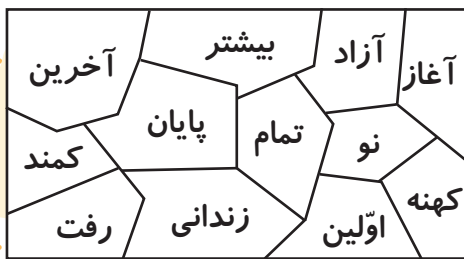 آغاز
آزاد
بیشتر
آخرین
نو
تمام
پایان
کمند
کهنه
اوّلین
زندانی
رفت